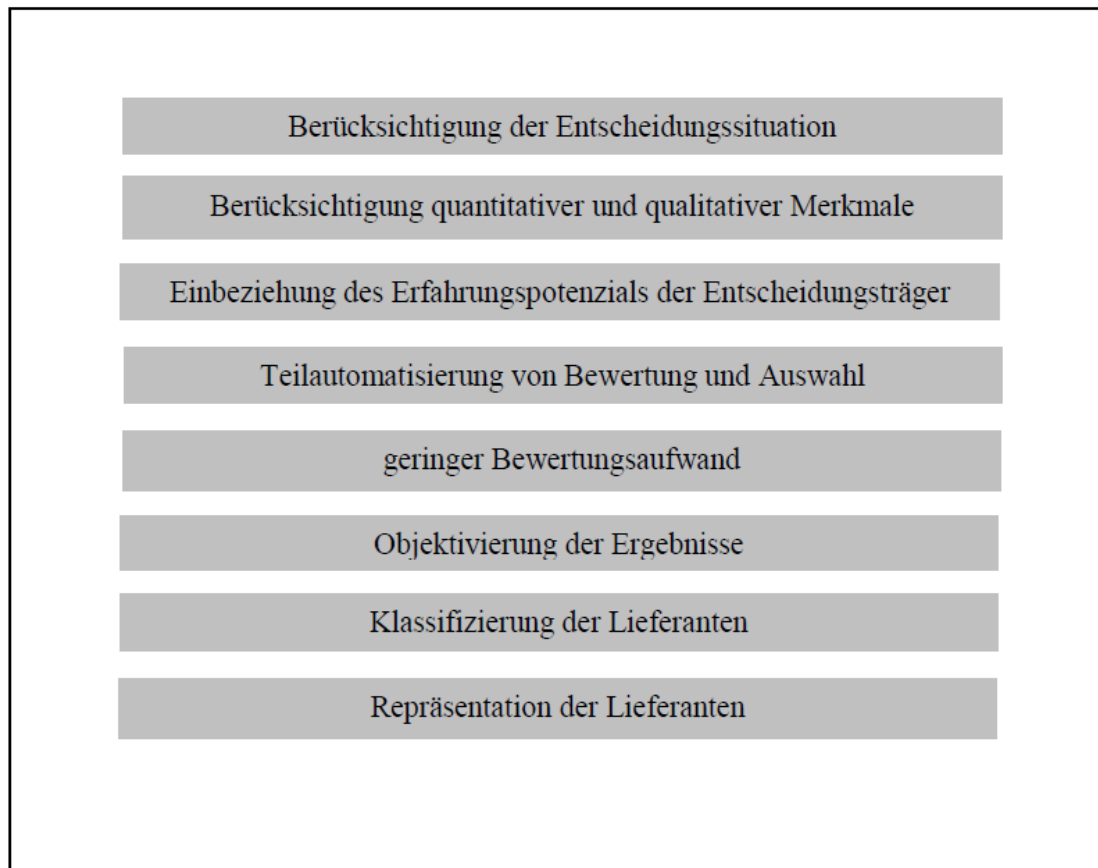 Berücksichtigung der Entscheidungssituation
Berücksichtigung quantitativer und qualitativer Merkmale
Einbeziehung des Erfahrungspotenzials der Entscheidungsträger
Teilautomatisierung von Bewertung und Auswahl
geringer Bewertungsaufwand
Objektivierung der Ergebnisse
Klassifizierung der Lieferanten
Repräsentation der Lieferanten